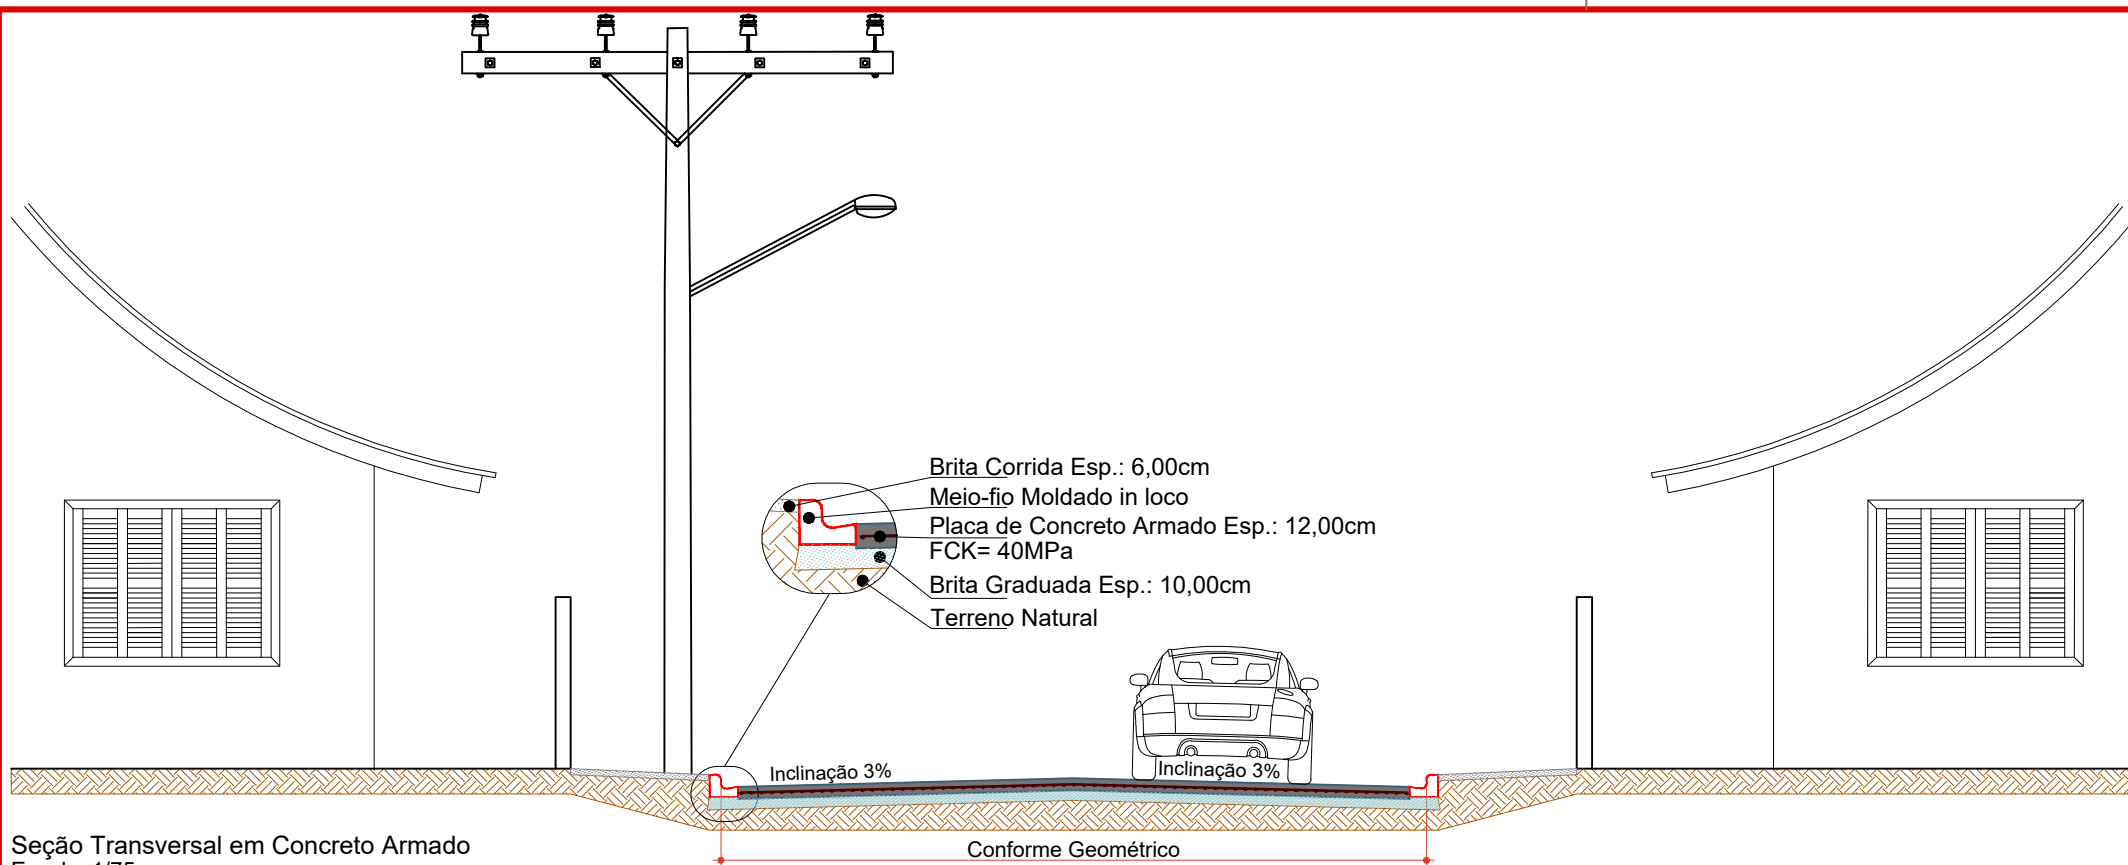 Brita Corrida Esp.: 6,00cm
Meio-fio Moldado in loco
Placa de Concreto Armado Esp.: 12,00cm
FCK= 40MPa
Brita Graduada Esp.: 10,00cm
Terreno Natural
Inclinação 3%
Inclinação 3%
Conforme Geométrico
Seção Transversal em Concreto Armado